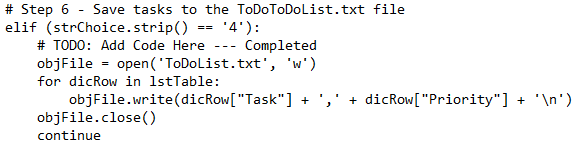 # Step 6 - Save tasks to the ToDoToDoList.txt file
elif (strChoice.strip() == '4'):
    # TODO: Add Code Here --- Completed
    objFile = open('ToDoList.txt', 'w')
    for dicRow in lstTable:
        objFile.write(dicRow["Task"] + ',' + dicRow["Priority"] + '\n')
    objFile.close()
    continue